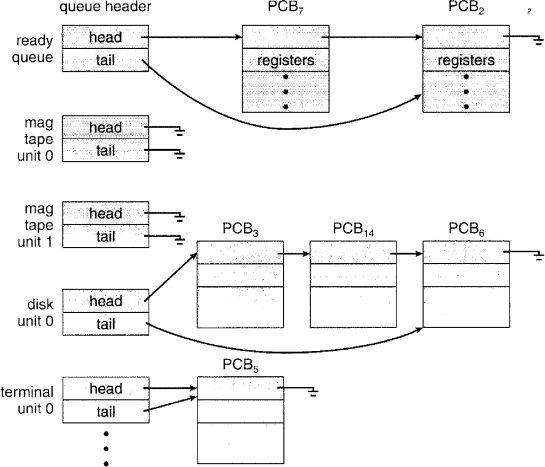 queue header PCB₇ PCB₂
ready queue head
tail registers registers
mag tape unit 0 head
tail
mag tape unit 1 head
tail
PCB₃ PCB₁₄ PCB₆
disk unit 0 head
tail
PCB₅
terminal unit 0 head
tail